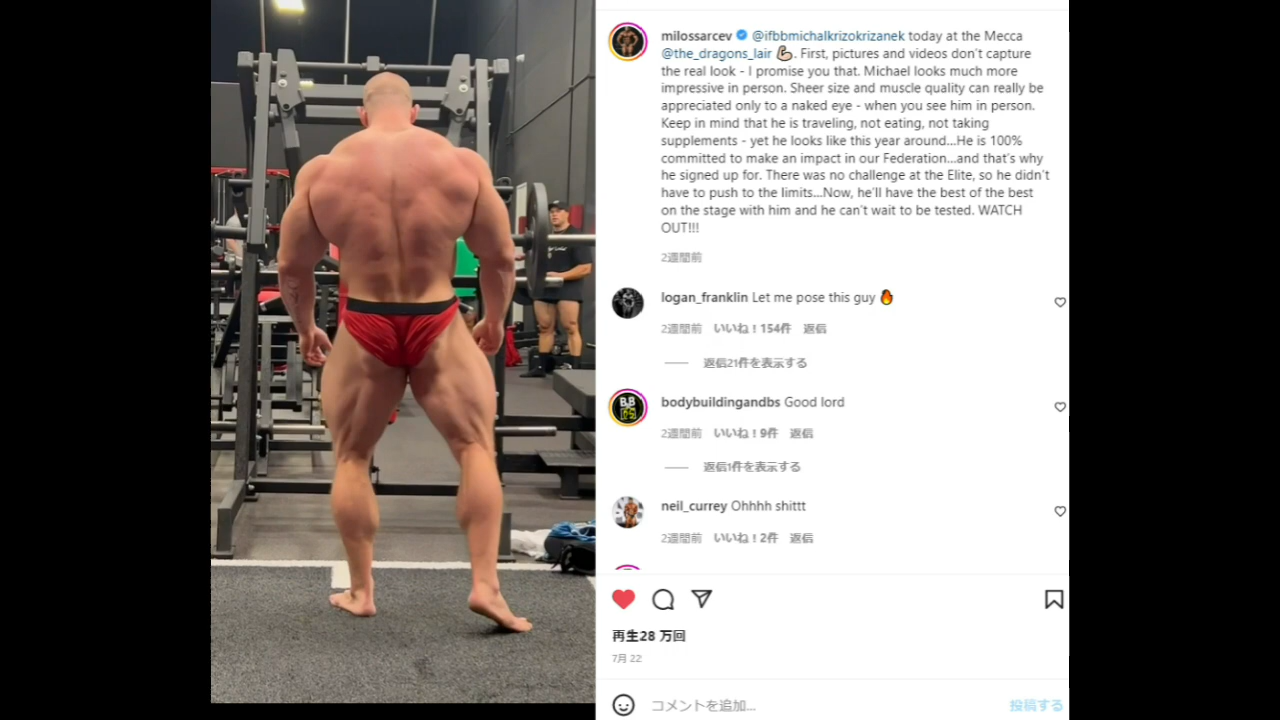 milossarcev @ifbbmichalkrizokrizanek today at the Mecca
@the_dragons_lair 💪🏻. First, pictures and videos don't capture
the real look - I promise you that. Michael looks much more
impressive in person. Sheer size and muscle quality can really be
appreciated only to a naked eye - when you see him in person.
Keep in mind that he is traveling, not eating, not taking
supplements - yet he looks like this year around...He is 100%
committed to make an impact in our Federation...and that's why
he signed up for. There was no challenge at the Elite, so he didn't
have to push to the limits...Now, he'll have the best of the best
on the stage with him and he can't wait to be tested. WATCH
OUT!!!
2週間前
logan_franklin Let me pose this guy 🔥
2週間前 いいね！154件 返信
返信21件を表示する
bodybuildingandbs Good lord
2週間前 いいね！9件 返信
返信1件を表示する
neil_currey Ohhhh shittt
2週間前 いいね！2件 返信
再生28 万回
7月 22
コメントを追加...
投稿する